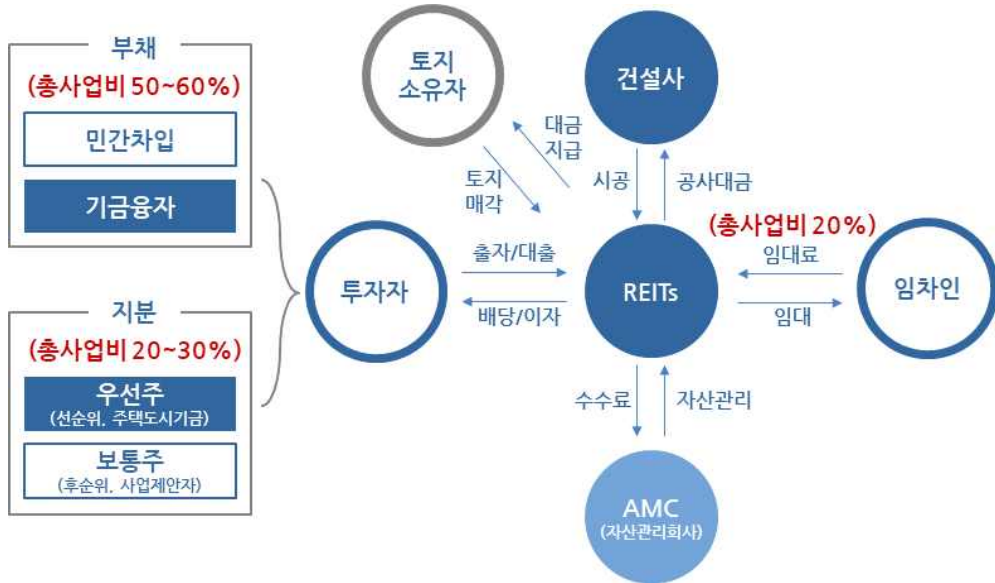 부채
(총사업비 50~60%)
민간차입
기금융자
지분
(총사업비 20~30%)
우선주
(선순위, 주택도시기금)
보통주
(후순위, 사업제안자)
투자자
토지
소유자
대금
지급
토지
매각
출자/대출
배당/이자
건설사
시공
공사대금
REITs
(총사업비 20%)
임대료
임대
임차인
수수료
자산관리
AMC
(자산관리회사)